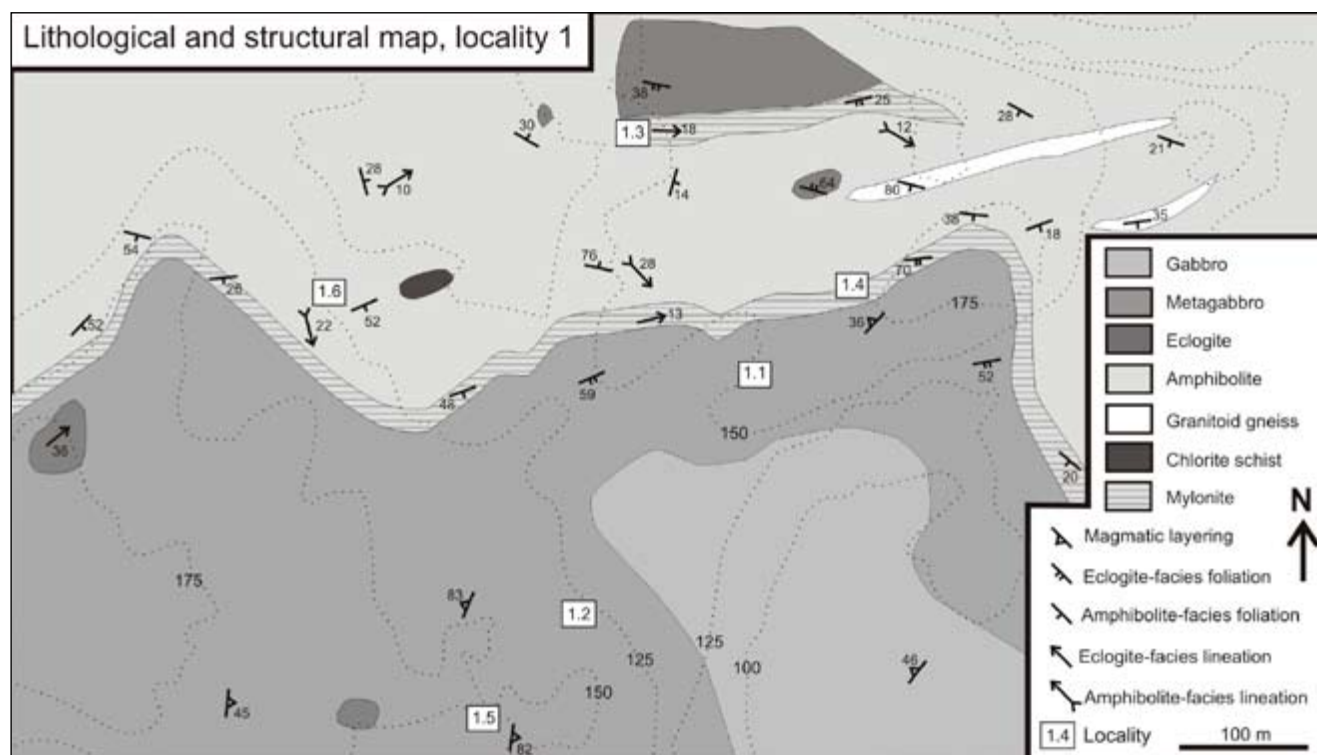 Lithological and structural map, locality 1
38
25
30
1.3
18
12
28
28
10
14
64
80
21
35
38
18
54
76
28
70
26
1.6
1.4
52
22
52
13
36
175
1.1
59
52
48
150
36
20
175
83
1.2
125
125
100
46
150
45
1.5
82
Gabbro
Metagabbro
Eclogite
Amphibolite
Granitoid gneiss
Chlorite schist
Mylonite
N
Magmatic layering
Eclogite-facies foliation
Amphibolite-facies foliation
Eclogite-facies lineation
Amphibolite-facies lineation
1.4 Locality
100 m